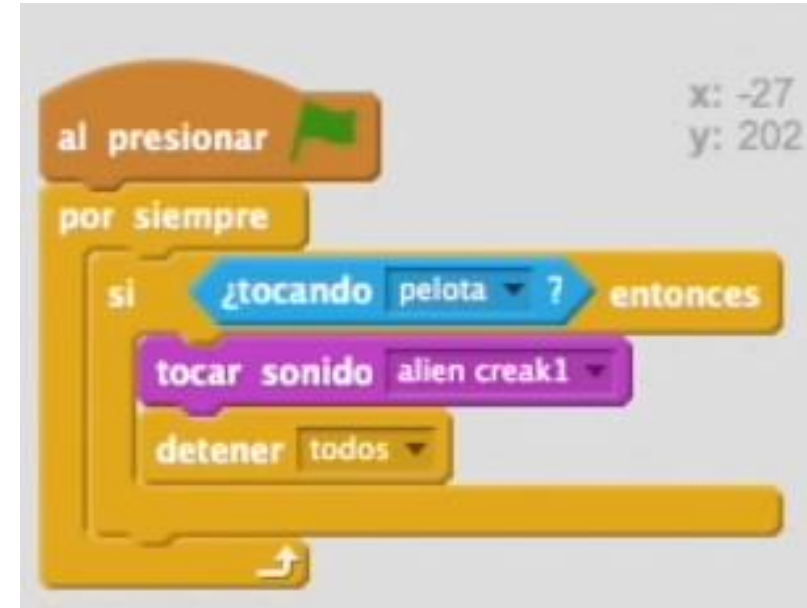 al presionar
x: -27
y: 202
por siempre
si ¿tocando pelota ? entonces
tocar sonido alien creak1
detener todos